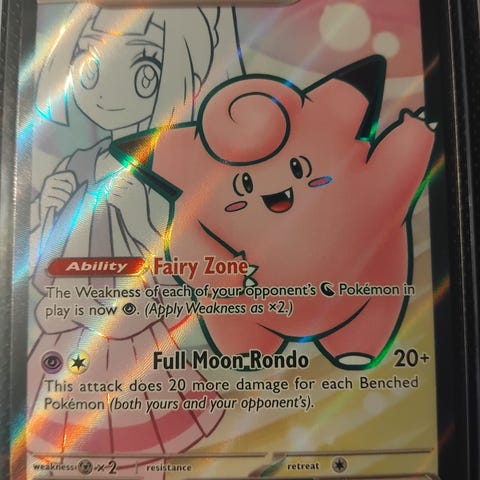 Ability Fairy Zone
The Weakness of each of your opponent's Pokémon in
play is now . (Apply Weakness as ×2.)
Full Moon Rondo 20+
This attack does 20 more damage for each Benched
Pokémon (both yours and your opponent's).
weakness ×2 resistance retreat